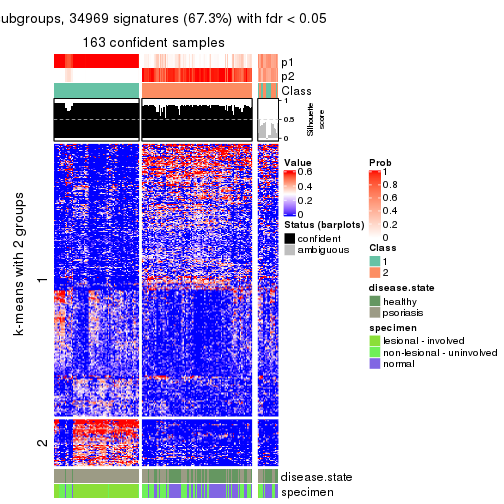 ubgroups, 34969 signatures (67.3%) with fdr < 0.05
163 confident samples
p1
p2
Class
1
0.5
0
Silhouette
score
k-means with 2 groups
1
2
disease.state
specimen
Value
0.6
0.4
0.2
0
Status (barplots)
confident
ambiguous
Prob
1
0.8
0.6
0.4
0.2
0
Class
1
2
disease.state
healthy
psoriasis
specimen
lesional - involved
non-lesional - uninvolved
normal